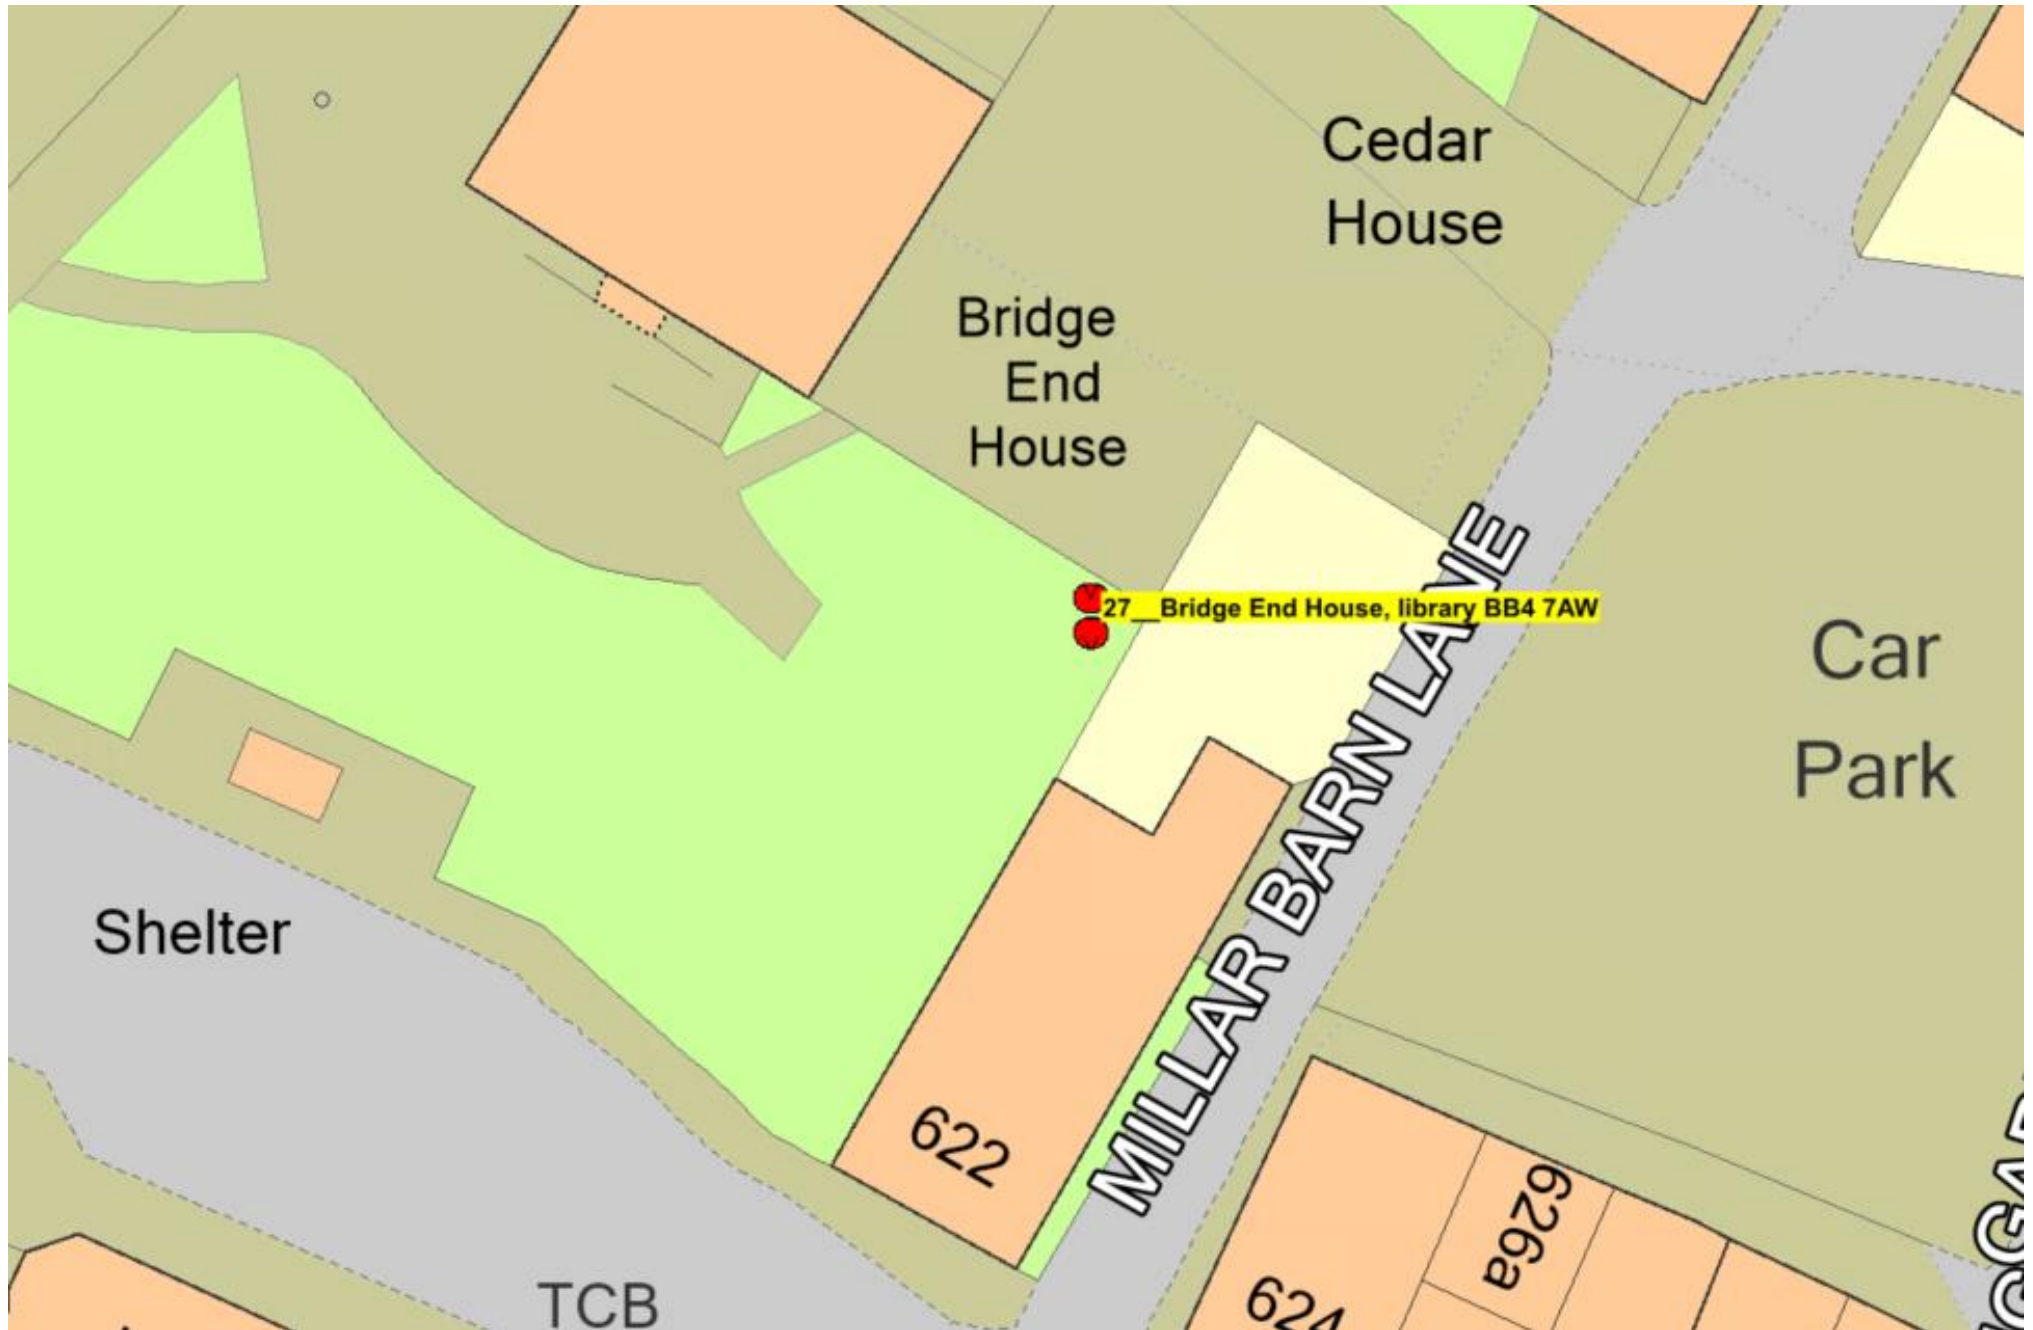 Cedar
House
Bridge
End
House
27__Bridge End House, library BB4 7AW
MILLAR BARN LANE
Car
Park
Shelter
622
626a
624
TCB